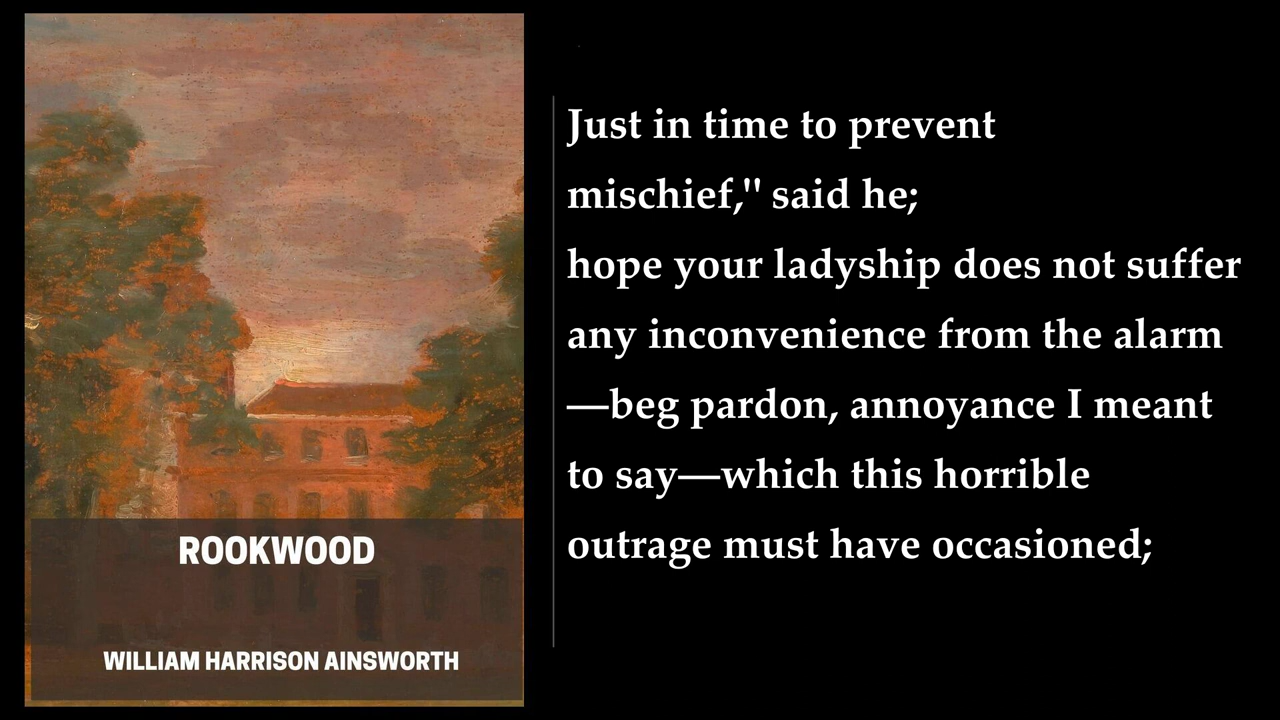 ROOKWOOD
WILLIAM HARRISON AINSWORTH
Just in time to prevent
mischief," said he;
hope your ladyship does not suffer
any inconvenience from the alarm
—beg pardon, annoyance I meant
to say—which this horrible
outrage must have occasioned;